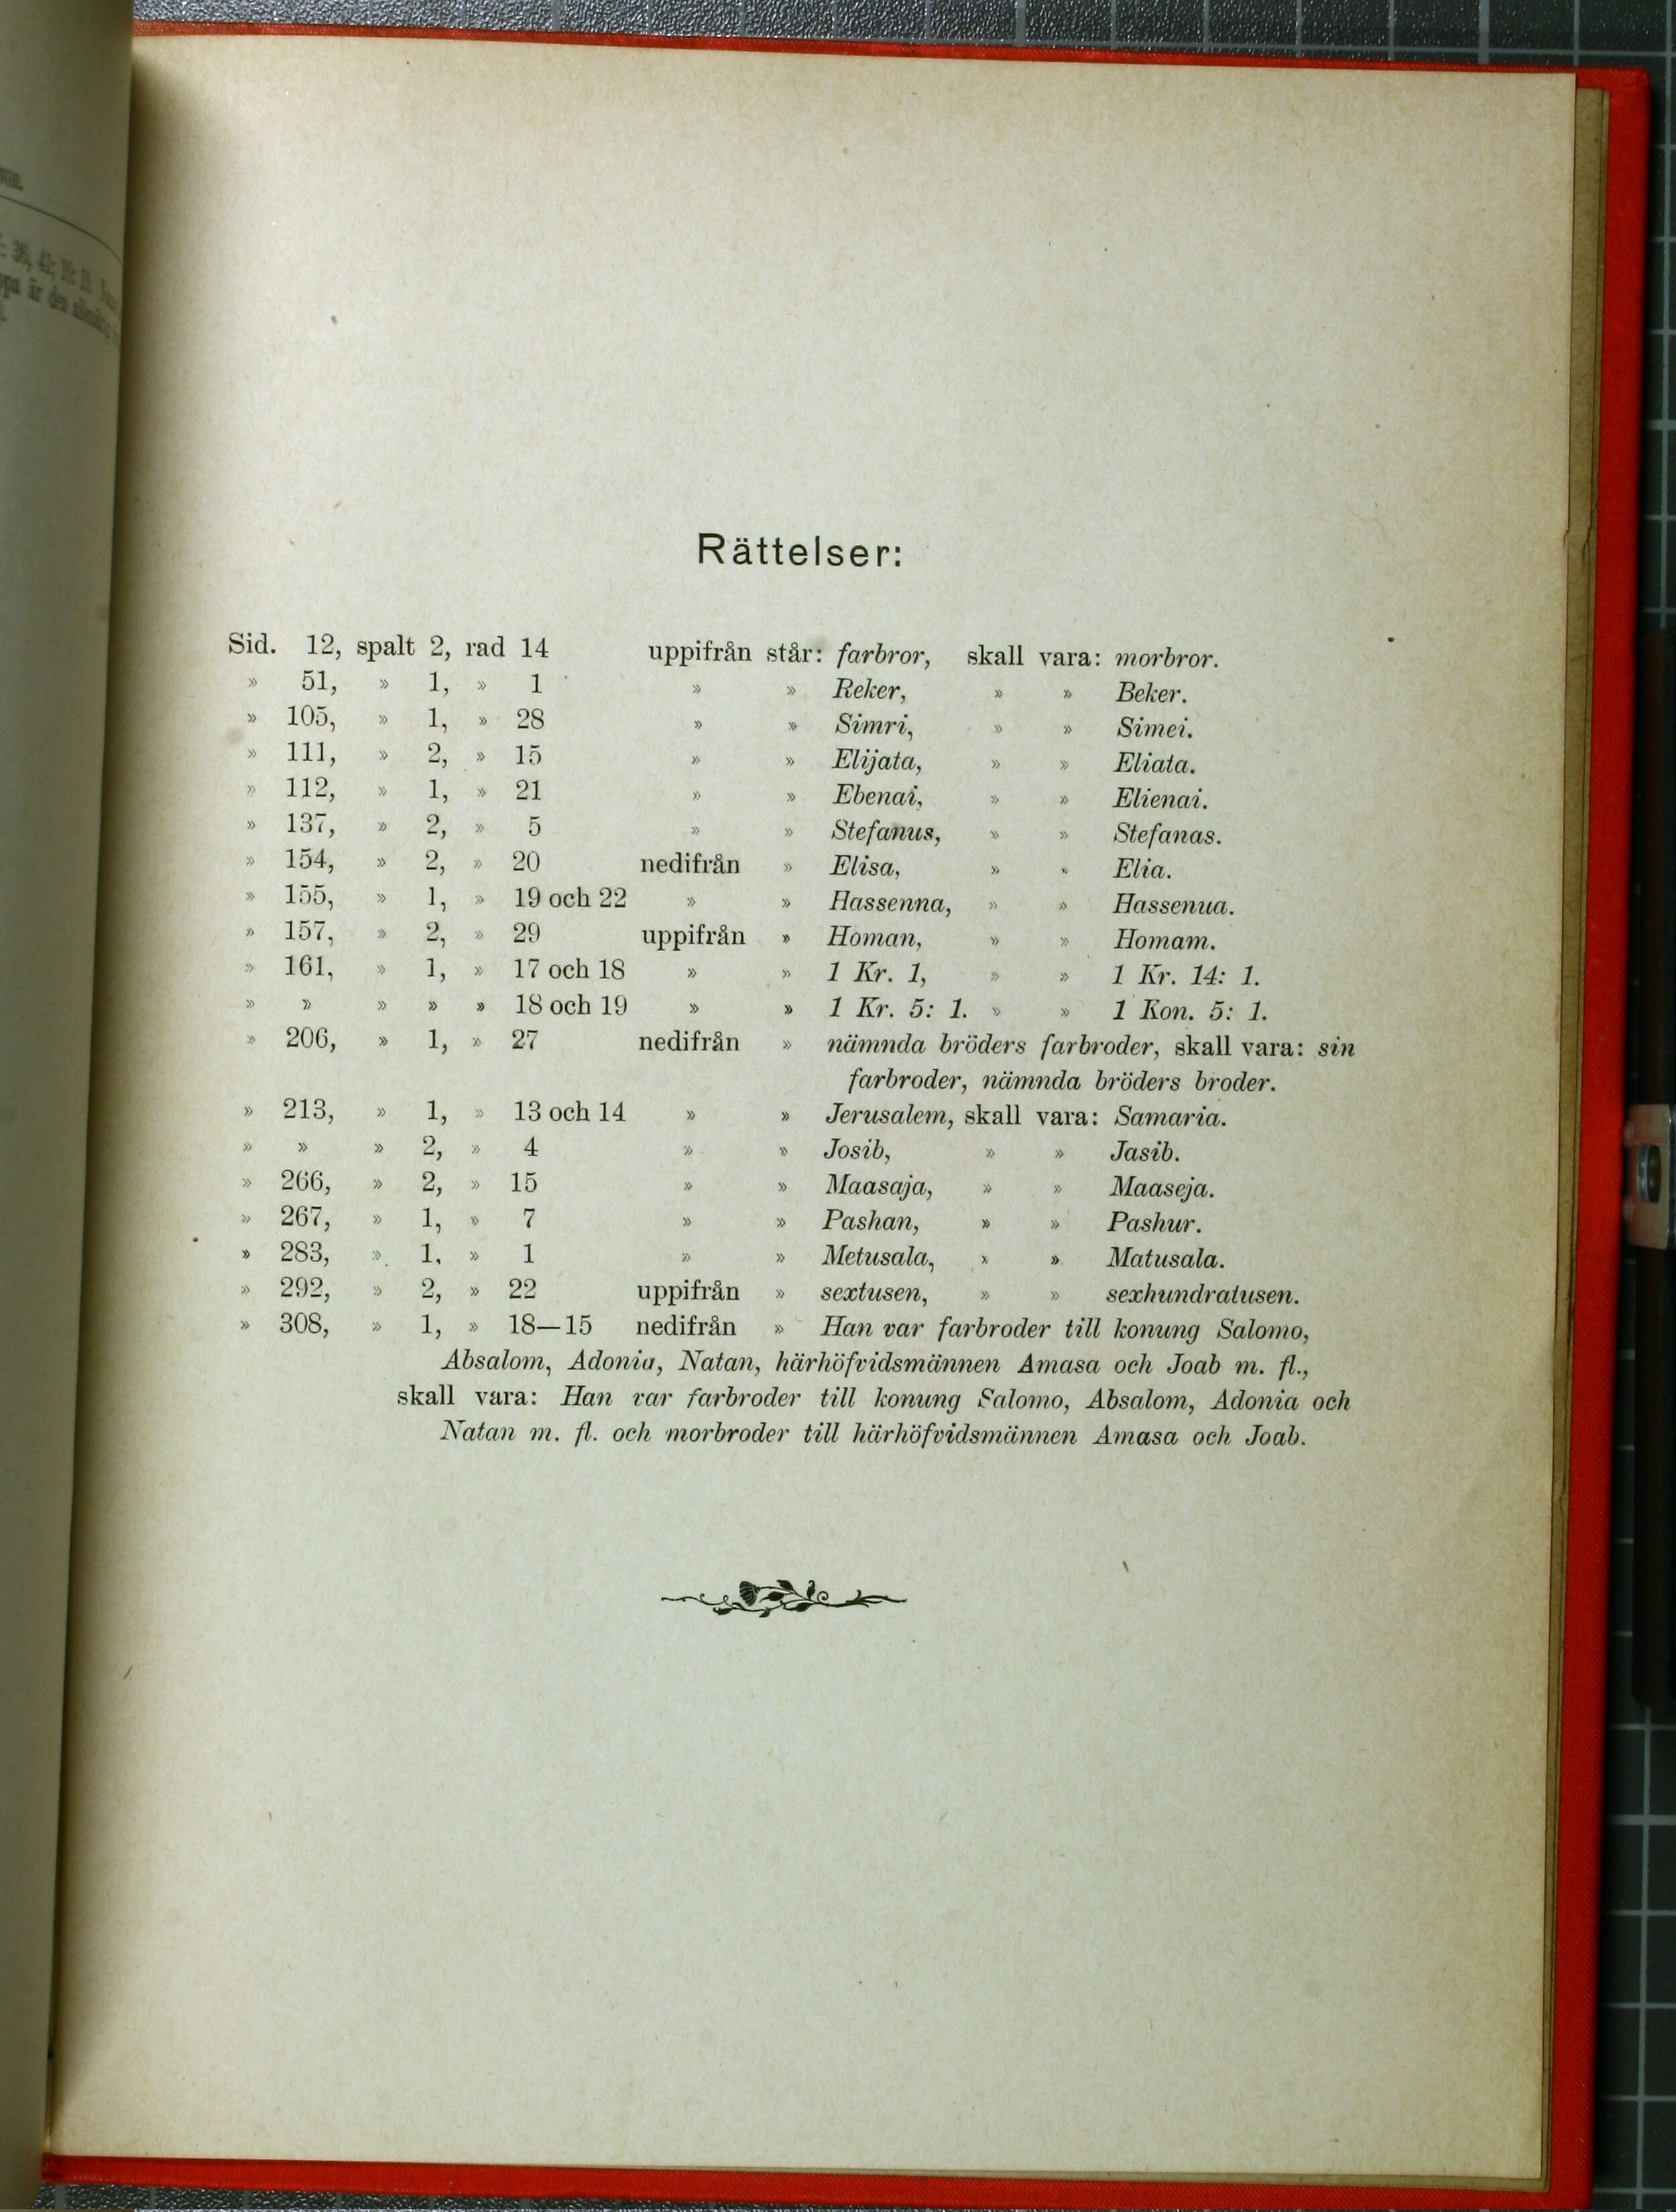 Rättelser:
Sid. 12, spalt 2, rad 14 uppifrån står: farbror, skall vara: morbror.
» 51, » 1, » 1 » » Reker, » » Beker.
» 105, » 1, » 28 » » Simri, » » Simei.
» 111, » 2, » 15 » » Elijata, » » Eliata.
» 112, » 1, » 21 » » Ebenai, » » Elienai.
» 137, » 2, » 5 » » Stefanus, » » Stefanas.
» 154, » 2, » 20 nedifrån » Elisa, » » Elia.
» 155, » 1, » 19 och 22 » » Hassenna, » » Hassenua.
» 157, » 2, » 29 uppifrån » Homan, » » Homam.
» 161, » 1, » 17 och 18 » » 1 Kr. 1, » » 1 Kr. 14: 1.
» » » » » 18 och 19 » » 1 Kr. 5: 1. » » 1 Kon. 5: 1.
» 206, » 1, » 27 nedifrån » nämnda bröders farbroder, skall vara: sin
farbroder, nämnda bröders broder.
» 213, » 1, » 13 och 14 » » Jerusalem, skall vara: Samaria.
» » » 2, » 4 » » Josib, » » Jasib.
» 266, » 2, » 15 » » Maasaja, » » Maaseja.
» 267, » 1, » 7 » » Pashan, » » Pashur.
» 283, » 1, » 1 » » Metusala, » » Matusala.
» 292, » 2, » 22 uppifrån » sextusen, » » sexhundratusen.
» 308, » 1, » 18—15 nedifrån » Han var farbroder till konung Salomo,
Absalom, Adonia, Natan, härhöfvidsmännen Amasa och Joab m. fl.,
skall vara: Han var farbroder till konung Salomo, Absalom, Adonia och
Natan m. fl. och morbroder till härhöfvidsmännen Amasa och Joab.